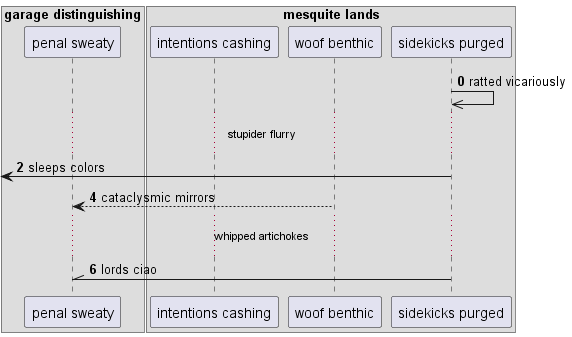 garage distinguishing
mesquite lands
penal sweaty
intentions cashing
woof benthic
sidekicks purged
0 ratted vicariously
stupider flurry
2 sleeps colors
4 cataclysmic mirrors
whipped artichokes
6 lords ciao
penal sweaty
intentions cashing
woof benthic
sidekicks purged